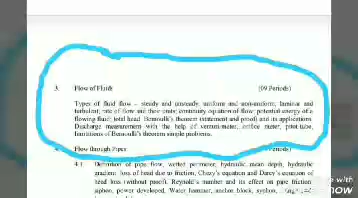 3. Flow of Fluids (09 Periods)
Types of fluid flow – steady and unsteady, uniform and non-uniform, laminar and
turbulent; rate of flow and their units; continuity equation of flow; potential energy of a
flowing fluid; total head; Bernoulli's theorem (statement and proof) and its applications.
Discharge measurement with the help of venturi-meter, orifice meter, pitot-tube,
limitations of Bernoulli's theorem simple problems.
Flow through Pipes Periods)
4.1 Definition of pipe flow, wetted perimeter, hydraulic mean depth, hydraulic
gradient; loss of head due to friction; Chezy's equation and Darcy's equation of
head loss (without proof), Reynold's number and its effect on pipe friction
siphon, power developed. Water hammer, anchor block, syphon,
with